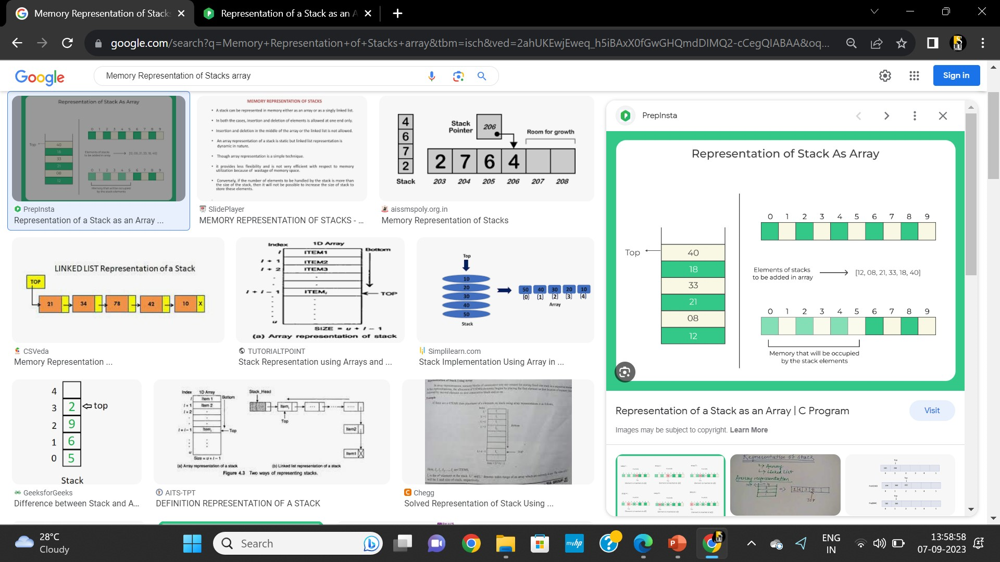 Memory Representation of Stacks
Representation of a Stack as an A
google.com/search?q=Memory+Representation+of+Stacks+array&tbm=isch&ved=2ahUKEwjEweq_h5iBAxX0fGwGHQmdDIMQ2-cCegQIABAA&oq...
Google
Memory Representation of Stacks array
Sign in
Representation of Stack As Array
0 1 2 3 4 5 6 7 8 9
Top
40
18
33
21
08
12
Elements of stacks
to be added in array
[12, 08, 21, 33, 18, 40]
0 1 2 3 4 5 6 7 8 9
Memory that will be occupied
by the stack elements
PrepInsta
Representation of a Stack as an Array ...
MEMORY REPRESENTATION OF STACKS
• A stack can be represented in memory either as an array or as a singly linked list.
• In both the cases, insertion and deletion of elements is allowed at one end only.
• Insertion and deletion in the middle of the array or the linked list is not allowed.
• An array representation of a stack is static but linked list representation is
dynamic in nature.
• Though array representation is a simple technique.
• it provides less flexibility and is not very efficient with respect to memory
utilization because of wastage of memory space.
• Conversely, if the number of elements to be handled by the stack is more than
the size of the stack, then it will not be possible to increase the size of stack to
store these elements.
SlidePlayer
MEMORY REPRESENTATION OF STACKS - ...
4
6
7
2
Stack
Stack
Pointer
206
Room for growth
2 7 6 4
203 204 205 206 207 208
aissmspoly.org.in
Memory Representation of Stacks
LINKED LIST Representation of a Stack
TOP
21 34 78 42 10 X
CSVeda
Memory Representation ...
Index 1D Array Bottom
l ITEM1
l + 1 ITEM2
l + 2 ITEM3
l + i - 1 ITEMi TOP
u
SIZE = u + l - 1
(a) Array representation of stack
TUTORIALTPOINT
Stack Representation using Arrays and ...
Top
10
20
30
40
50
Stack
50 40 30 20 10
(0) (1) (2) (3) (4)
Array
Simplilearn.com
Stack Implementation Using Array in ...
4
3 2 top
2 9
1 6
0 5
Stack
GeeksforGeeks
Difference between Stack and A...
Index 1D Array Bottom
l Item 1
l+1 Item 2
l+2
l+i-1 Itemi Top
u
Size = u+l-1
(a) Array representation of a stack
Stack_Head
Itemi
Top
Item2
Item1
(b) Linked list representation of a stack
Figure 4.3 Two ways of representing stacks.
AITS-TPT
DEFINITION REPRESENTATION OF A STACK
Chegg
Solved Representation of Stack Using ...
PrepInsta
Representation of Stack As Array
Top
40
18
33
21
08
12
0 1 2 3 4 5 6 7 8 9
Elements of stacks
to be added in array
[12, 08, 21, 33, 18, 40]
0 1 2 3 4 5 6 7 8 9
Memory that will be occupied
by the stack elements
Representation of a Stack as an Array | C Program
Visit
Images may be subject to copyright. Learn More
Representation of stack
Array
Linked List
Array representation
28°C
Cloudy
Search
myhp
ENG
IN
13:58:58
07-09-2023